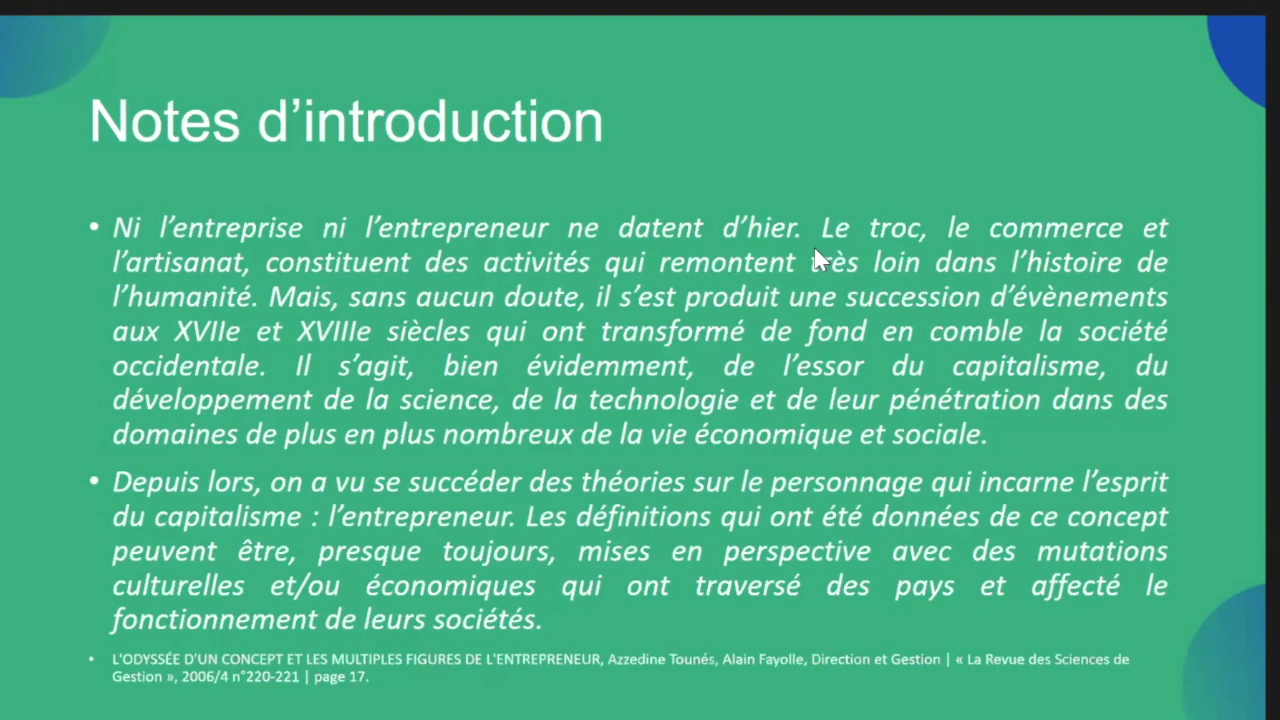 Notes d’introduction
• Ni l’entreprise ni l’entrepreneur ne datent d’hier. Le troc, le commerce et
l’artisanat, constituent des activités qui remontent très loin dans l’histoire de
l’humanité. Mais, sans aucun doute, il s’est produit une succession d’évènements
aux XVIIe et XVIIIe siècles qui ont transformé de fond en comble la société
occidentale. Il s’agit, bien évidemment, de l’essor du capitalisme, du
développement de la science, de la technologie et de leur pénétration dans des
domaines de plus en plus nombreux de la vie économique et sociale.
• Depuis lors, on a vu se succéder des théories sur le personnage qui incarne l’esprit
du capitalisme : l’entrepreneur. Les définitions qui ont été données de ce concept
peuvent être, presque toujours, mises en perspective avec des mutations
culturelles et/ou économiques qui ont traversé des pays et affecté le
fonctionnement de leurs sociétés.
• L'ODYSSÉE D'UN CONCEPT ET LES MULTIPLES FIGURES DE L'ENTREPRENEUR, Azzedine Tounés, Alain Fayolle, Direction et Gestion | « La Revue des Sciences de
Gestion », 2006/4 n°220-221 | page 17.